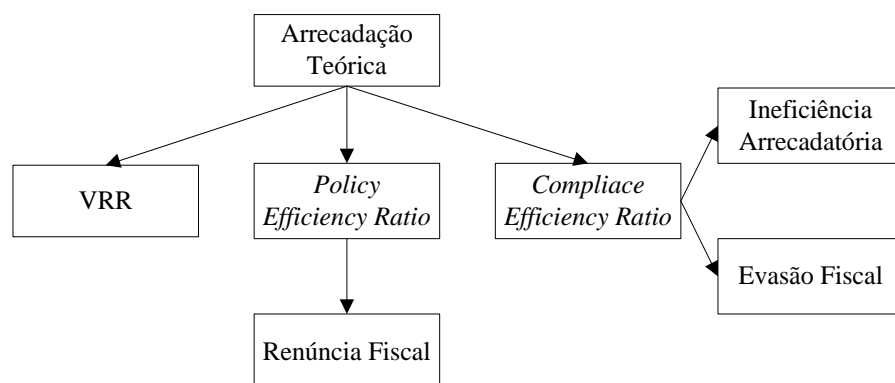 Arrecadação
Teórica
VRR
Policy
Efficiency Ratio
Compliace
Efficiency Ratio
Ineficiência
Arrecadatória
Evasão Fiscal
Renúncia Fiscal